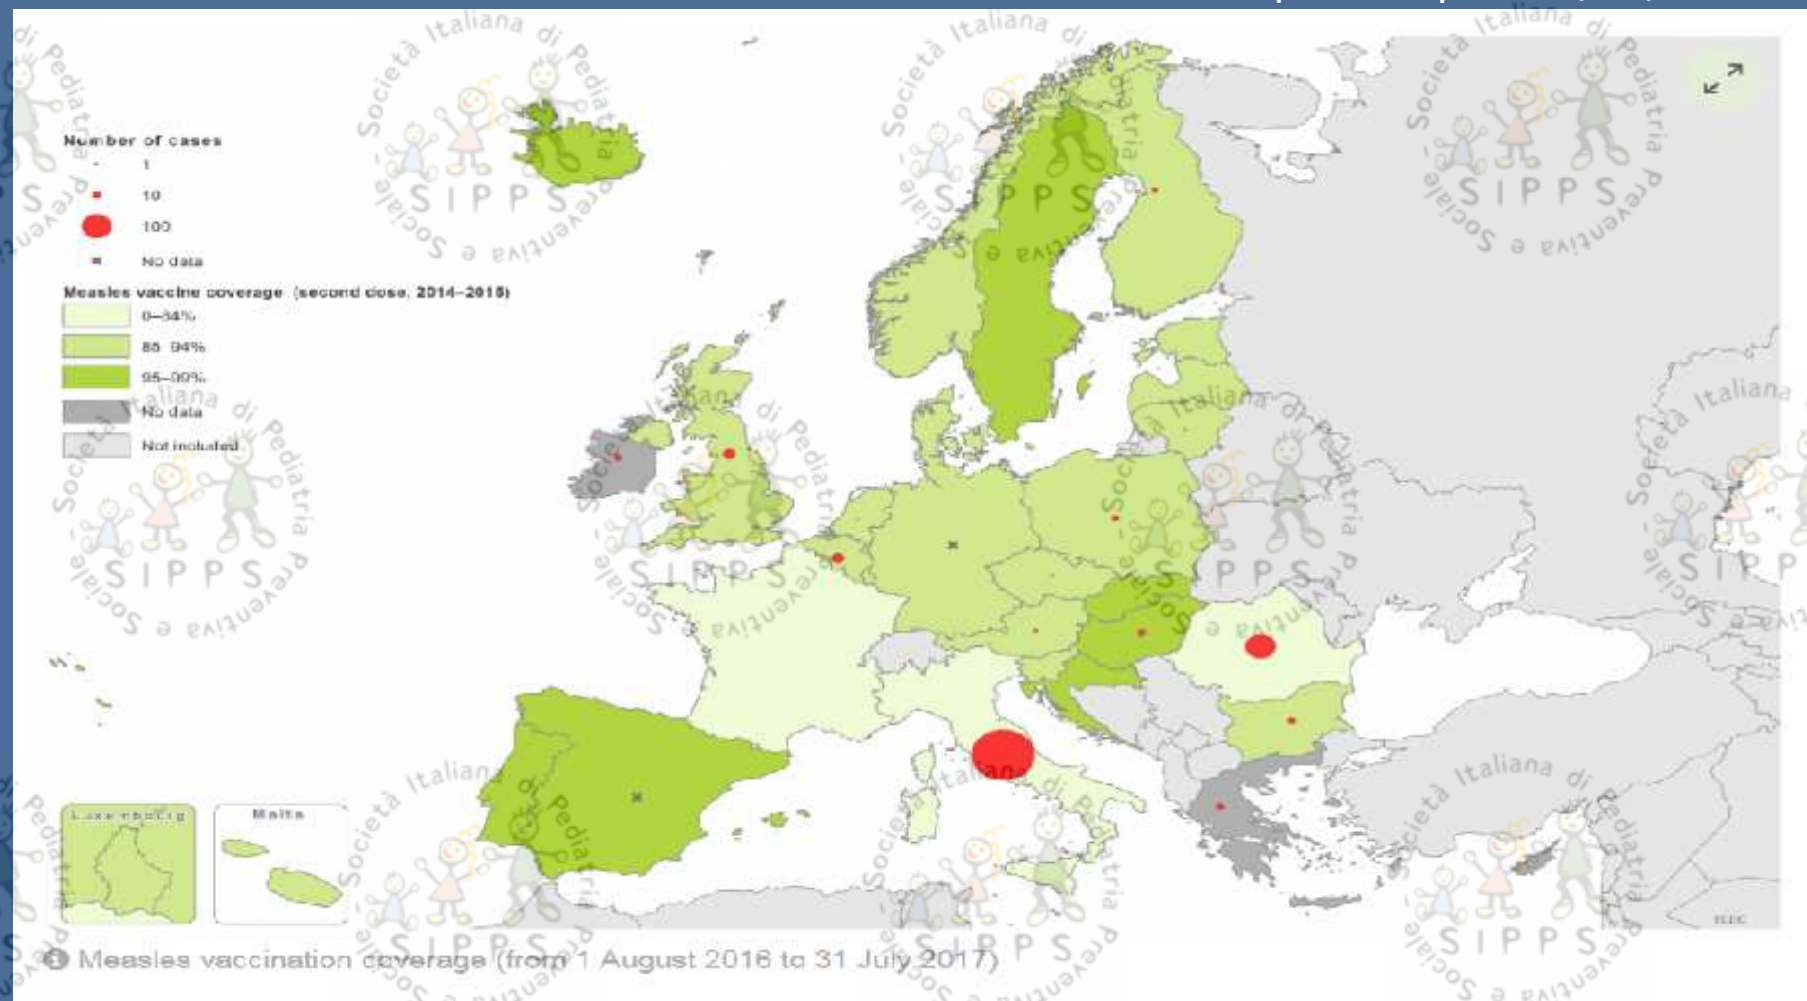 Number of cases
1
10
100
No data
Measles vaccine coverage (second dose, 2014–2015)
0–84%
85–94%
95–99%
No data
Not included
Luxembourg
Malta
ECDC
Measles vaccination coverage (from 1 August 2016 to 31 July 2017)
Società Italiana di Pediatria Preventiva e Sociale
SIPPS